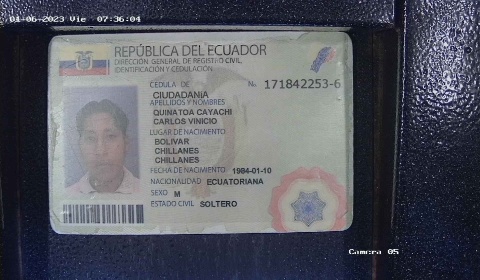 01-06-2023 Vie 07:36:04
REPÚBLICA DEL ECUADOR
DIRECCIÓN GENERAL DE REGISTRO CIVIL,
IDENTIFICACIÓN Y CEDULACIÓN
CÉDULA DE No. 171842253-6
CIUDADANÍA
APELLIDOS Y NOMBRES
QUINATOA CAYACHI
CARLOS VINICIO
LUGAR DE NACIMIENTO
BOLIVAR
CHILLANES
CHILLANES
FECHA DE NACIMIENTO 1984-01-10
NACIONALIDAD ECUATORIANA
SEXO M
ESTADO CIVIL SOLTERO
Camera 05